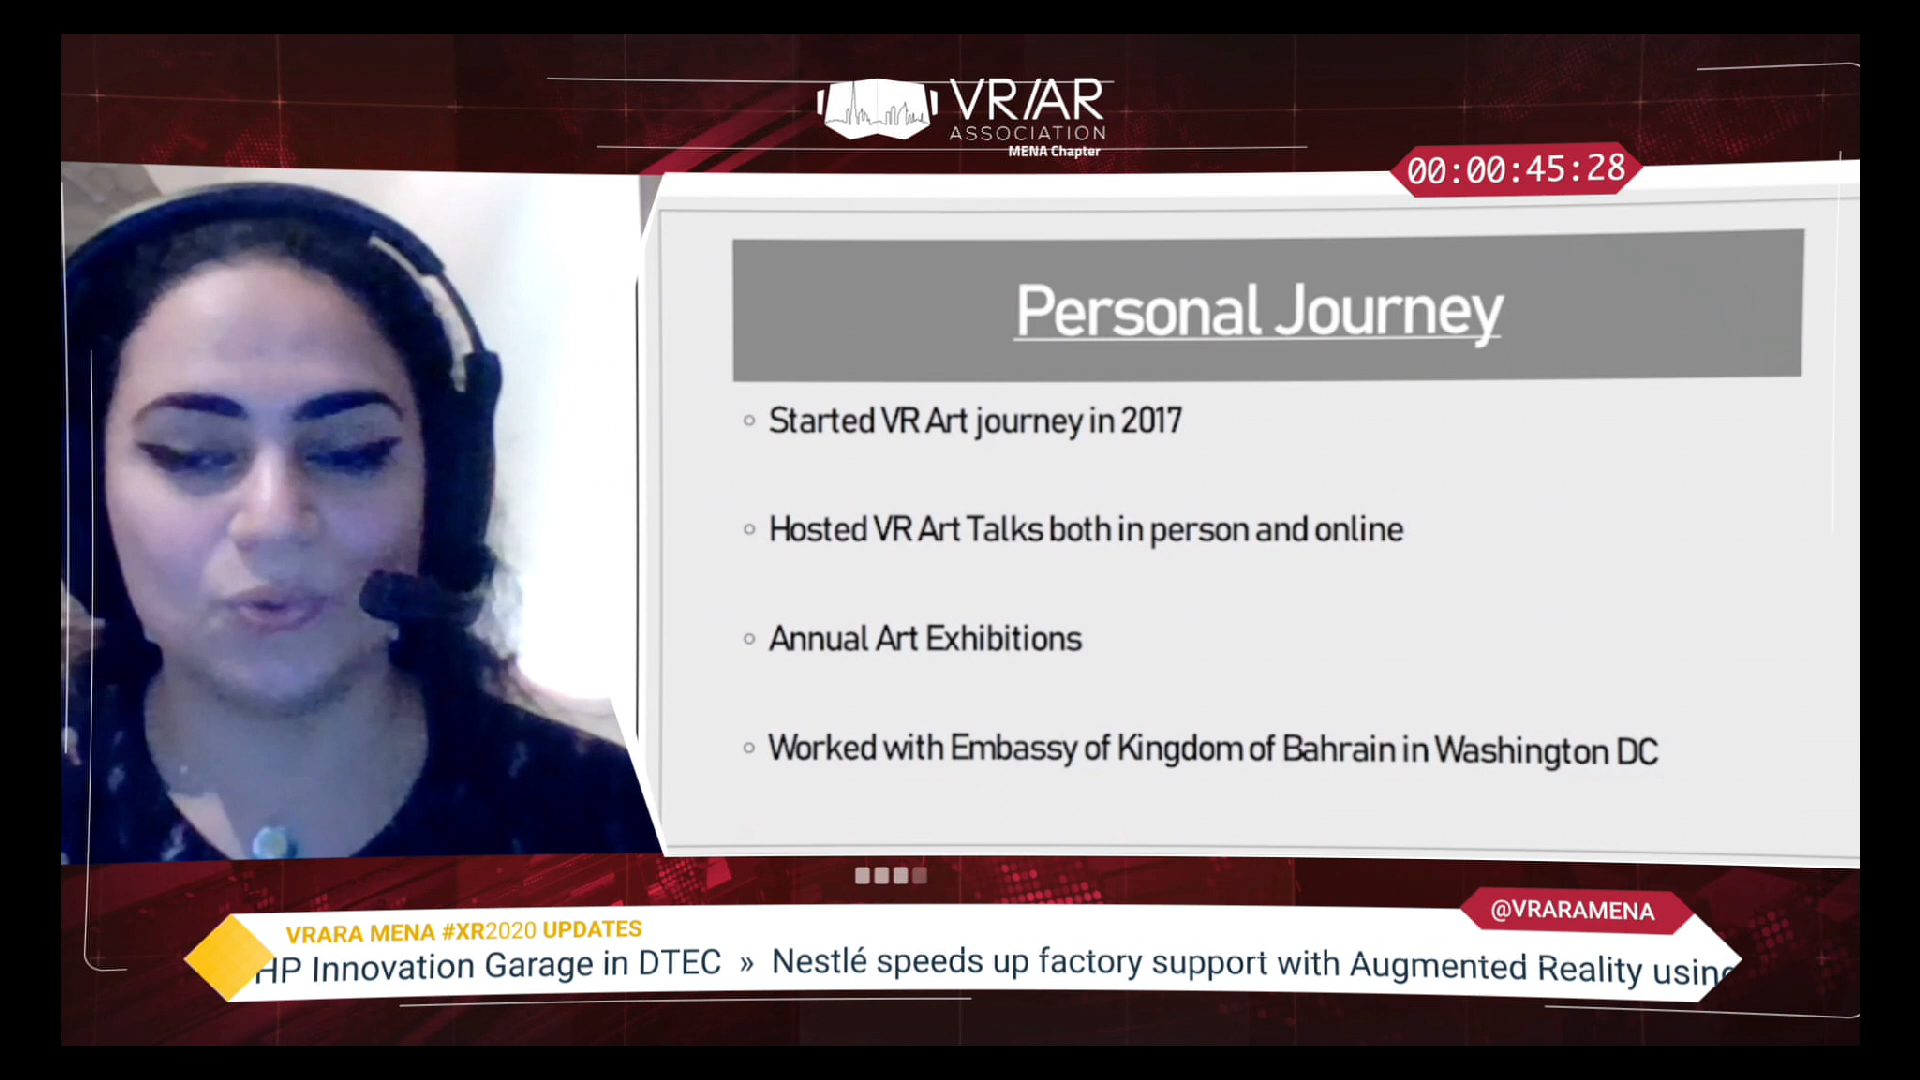 VR/AR
ASSOCIATION
MENA Chapter
00:00:45:28
Personal Journey
Started VR Art journey in 2017
Hosted VR Art Talks both in person and online
Annual Art Exhibitions
Worked with Embassy of Kingdom of Bahrain in Washington DC
@VRARAMENA
VRARA MENA #XR2020 UPDATES
HP Innovation Garage in DTEC » Nestlé speeds up factory support with Augmented Reality using